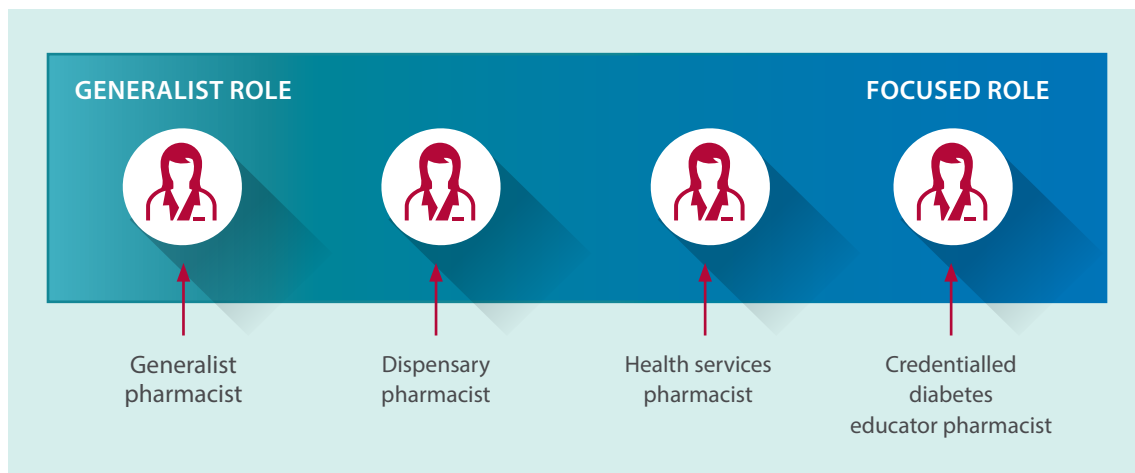 GENERALIST ROLE
FOCUSED ROLE
Generalist
pharmacist
Dispensary
pharmacist
Health services
pharmacist
Credentialled
diabetes
educator pharmacist